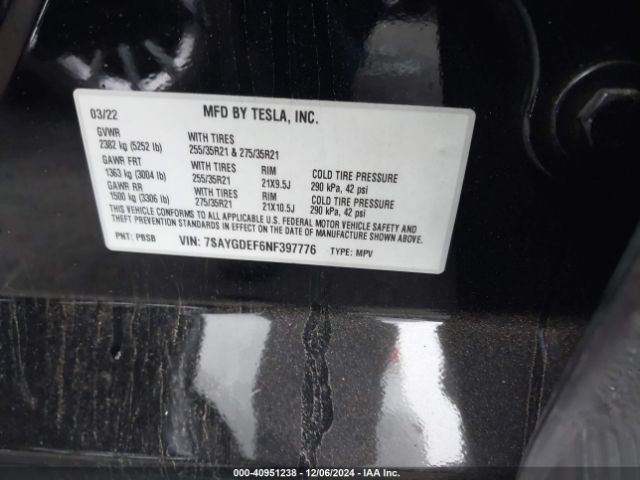 03/22 MFD BY TESLA, INC.
GVWR WITH TIRES
2382 kg (5252 lb) 255/35R21 & 275/35R21
GAWR FRT WITH TIRES RIM COLD TIRE PRESSURE
1363 kg (3004 lb) 255/35R21 21X9.5J 290 kPa, 42 psi
GAWR RR WITH TIRES RIM COLD TIRE PRESSURE
1500 kg (3306 lb) 275/35R21 21X10.5J 290 kPa, 42 psi
THIS VEHICLE CONFORMS TO ALL APPLICABLE U.S. FEDERAL MOTOR VEHICLE SAFETY AND
THEFT PREVENTION STANDARDS IN EFFECT ON THE
DATE OF MANUFACTURE SHOWN ABOVE.
PNT: PBSB VIN: 7SAYGDEF6NF397776 TYPE: MPV
000-40951238 - 12/06/2024 - IAA Inc.